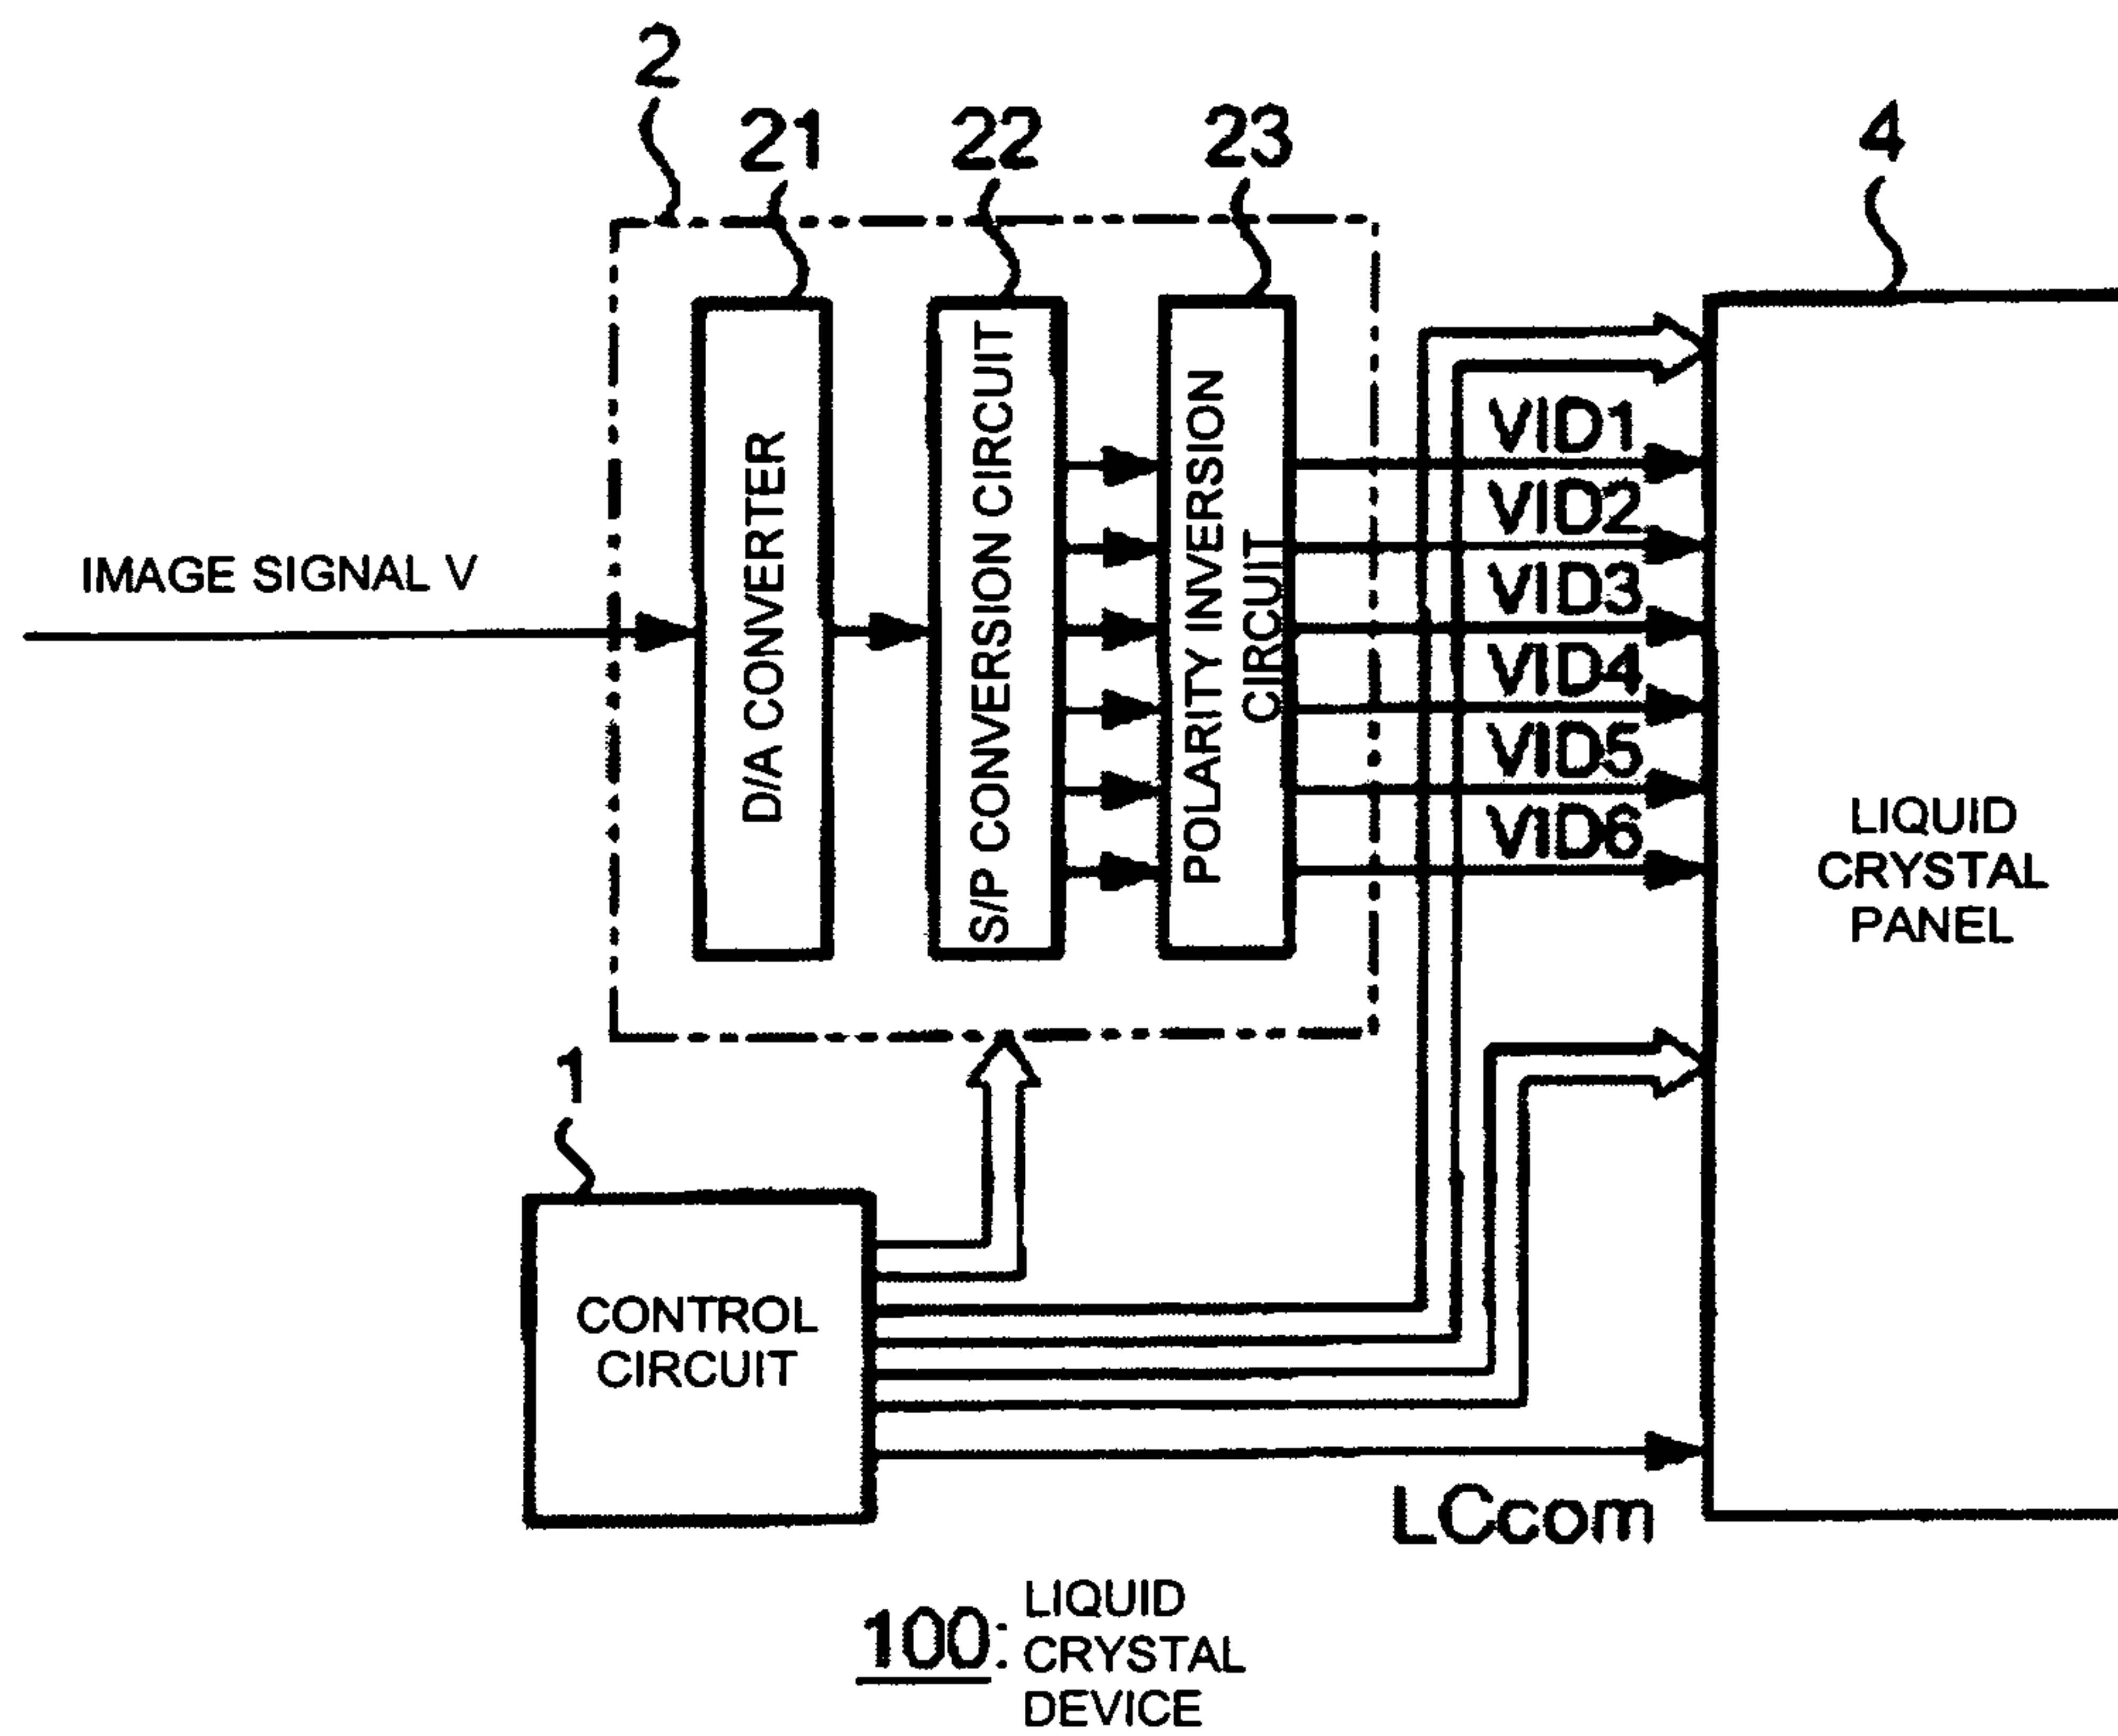 2
21
22
23
4
IMAGE SIGNAL V
D/A CONVERTER
S/P CONVERSION CIRCUIT
POLARITY INVERSION
CIRCUIT
VID1
VID2
VID3
VID4
VID5
VID6
LIQUID
CRYSTAL
PANEL
1
CONTROL
CIRCUIT
LCcom
100: LIQUID
CRYSTAL
DEVICE